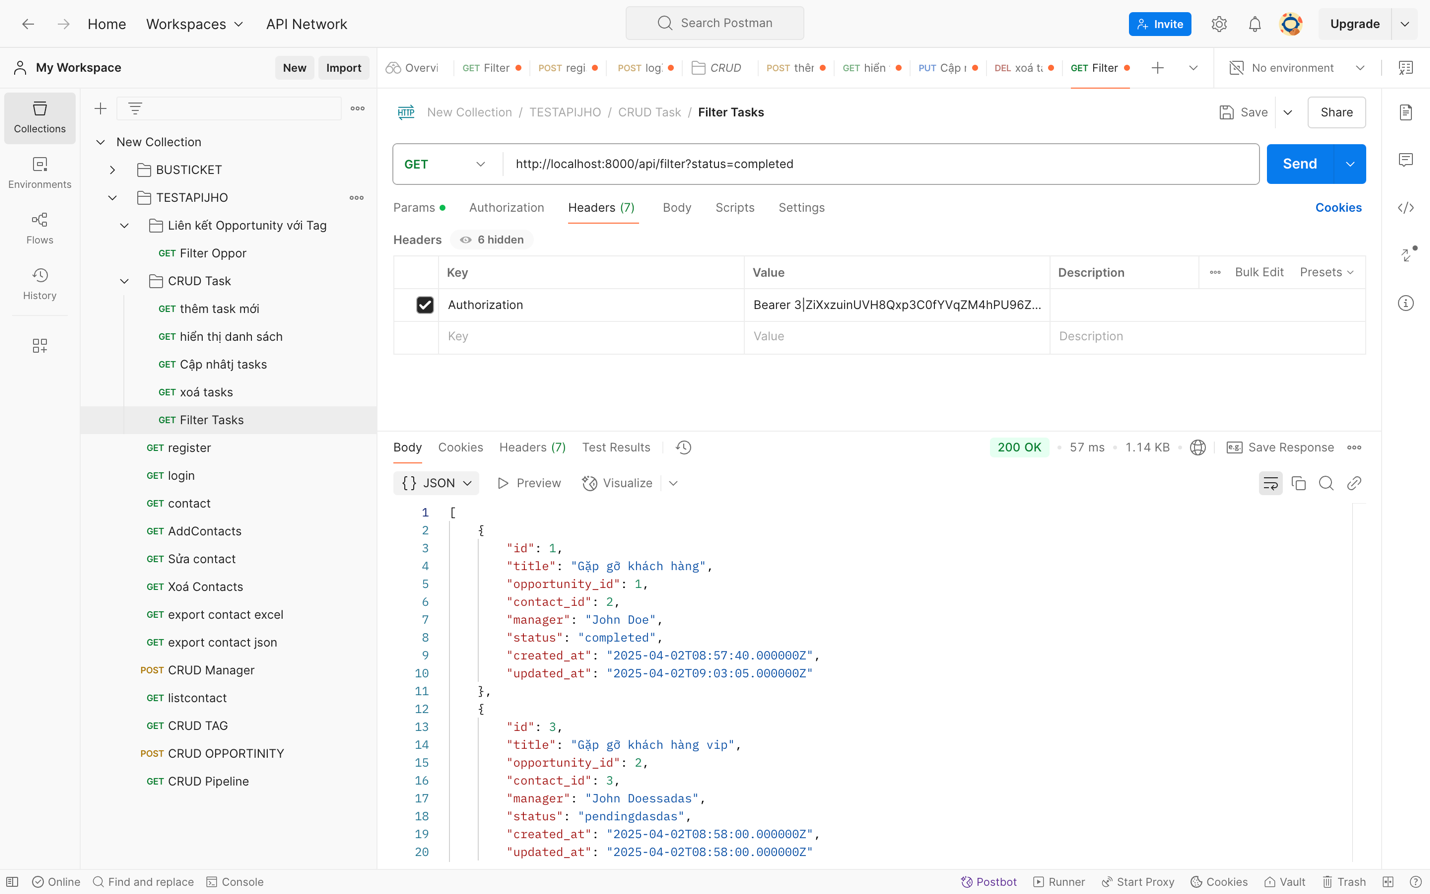 Home Workspaces API Network Search Postman Invite Upgrade
My Workspace New Import Overvi GET Filter POST regi POST log CRUD POST thêr GET hiển PUT Cập DEL xoá GET Filter No environment
Collections
Environments
Flows
History
New Collection
BUSTICKET
TESTAPIJHO
Liên kết Opportunity với Tag
GET Filter Oppor
CRUD Task
GET thêm task mới
GET hiển thị danh sách
GET Cập nhâtj tasks
GET xoá tasks
GET Filter Tasks
GET register
GET login
GET contact
GET AddContacts
GET Sửa contact
GET Xoá Contacts
GET export contact excel
GET export contact json
POST CRUD Manager
GET listcontact
GET CRUD TAG
POST CRUD OPPORTINITY
GET CRUD Pipeline
HTTP New Collection / TESTAPIJHO / CRUD Task / Filter Tasks Save Share
GET http://localhost:8000/api/filter?status=completed Send
Params Authorization Headers (7) Body Scripts Settings Cookies
Headers 6 hidden
Key Value Description Bulk Edit Presets
Authorization Bearer 3|ZiXxzuinUVH8Qxp3C0fYVqZM4hPU96Z...
Key Value Description
Body Cookies Headers (7) Test Results 200 OK 57 ms 1.14 KB e.g. Save Response
{} JSON Preview Visualize
1 [
2 {
3 "id": 1,
4 "title": "Gặp gỡ khách hàng",
5 "opportunity_id": 1,
6 "contact_id": 2,
7 "manager": "John Doe",
8 "status": "completed",
9 "created_at": "2025-04-02T08:57:40.000000Z",
10 "updated_at": "2025-04-02T09:03:05.000000Z"
11 },
12 {
13 "id": 3,
14 "title": "Gặp gỡ khách hàng vip",
15 "opportunity_id": 2,
16 "contact_id": 3,
17 "manager": "John Doessadas",
18 "status": "pendingdasdas",
19 "created_at": "2025-04-02T08:58:00.000000Z",
20 "updated_at": "2025-04-02T08:58:00.000000Z"
Online Find and replace Console Postbot Runner Start Proxy Cookies Vault Trash